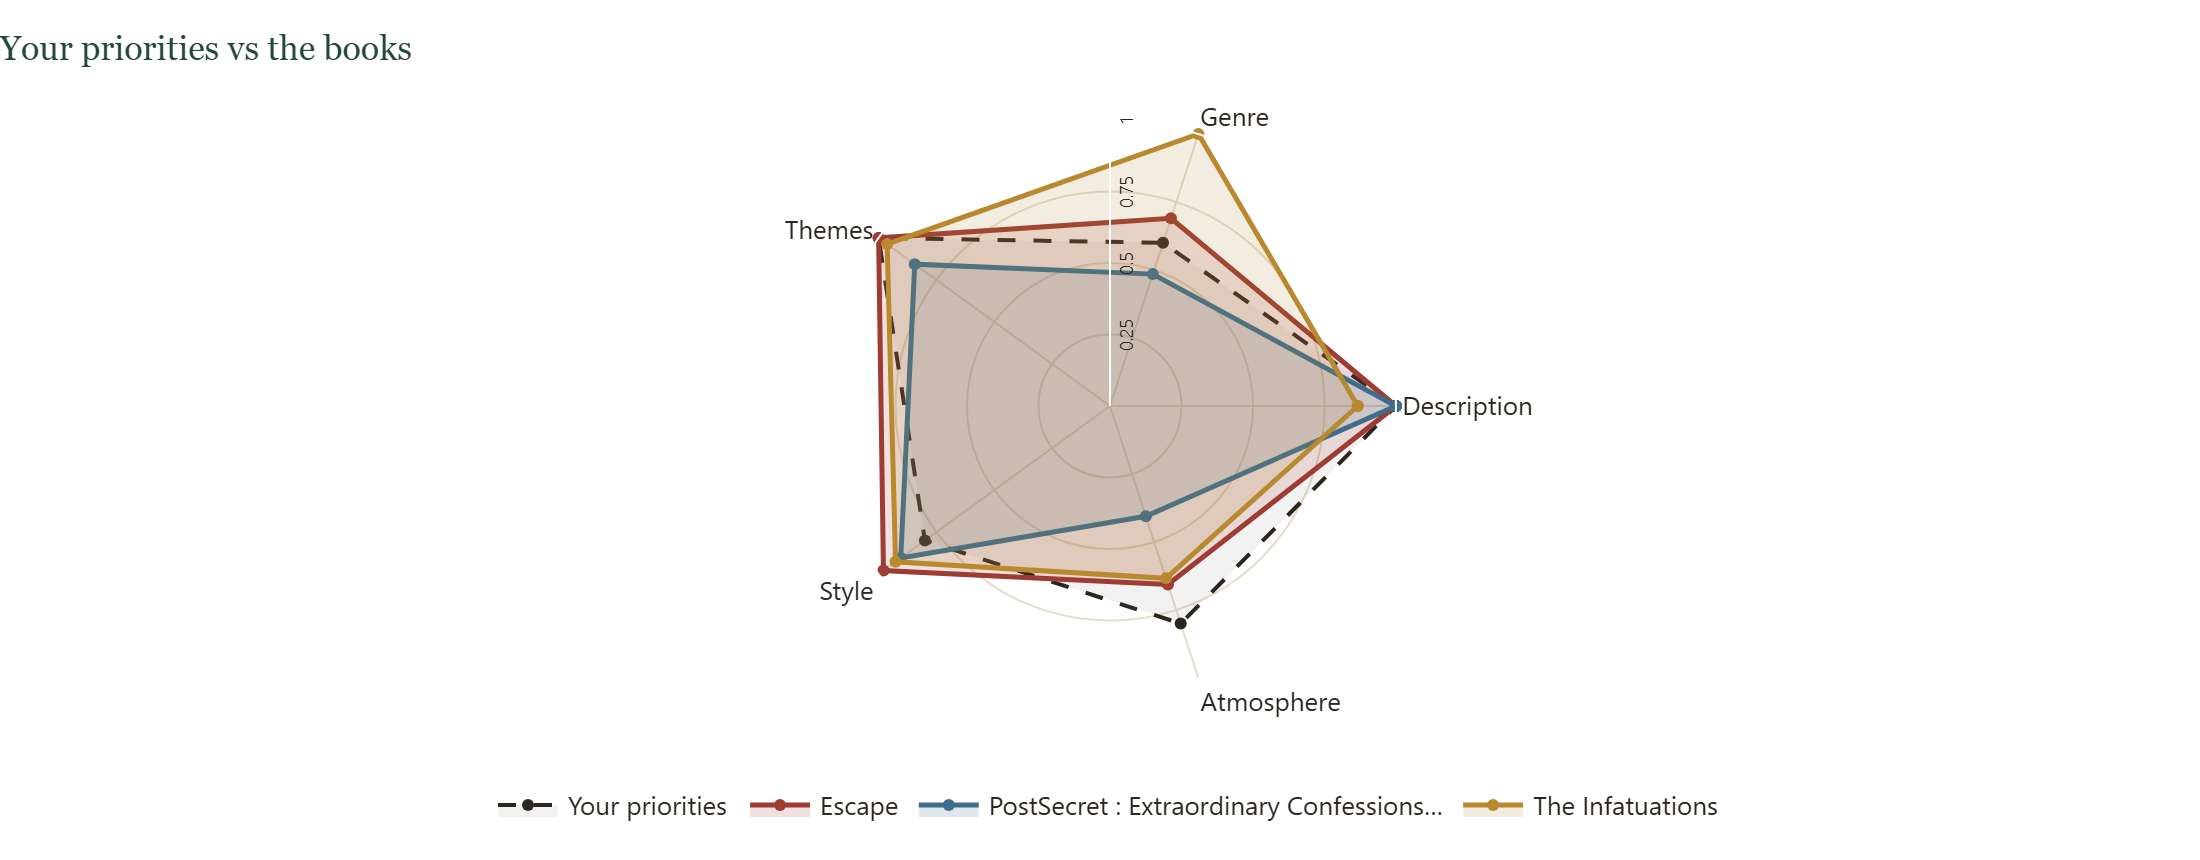 Your priorities vs the books
1
Genre
0.75
Themes
0.5
0.25
Description
Style
Atmosphere
Your priorities
Escape
PostSecret : Extraordinary Confessions...
The Infatuations